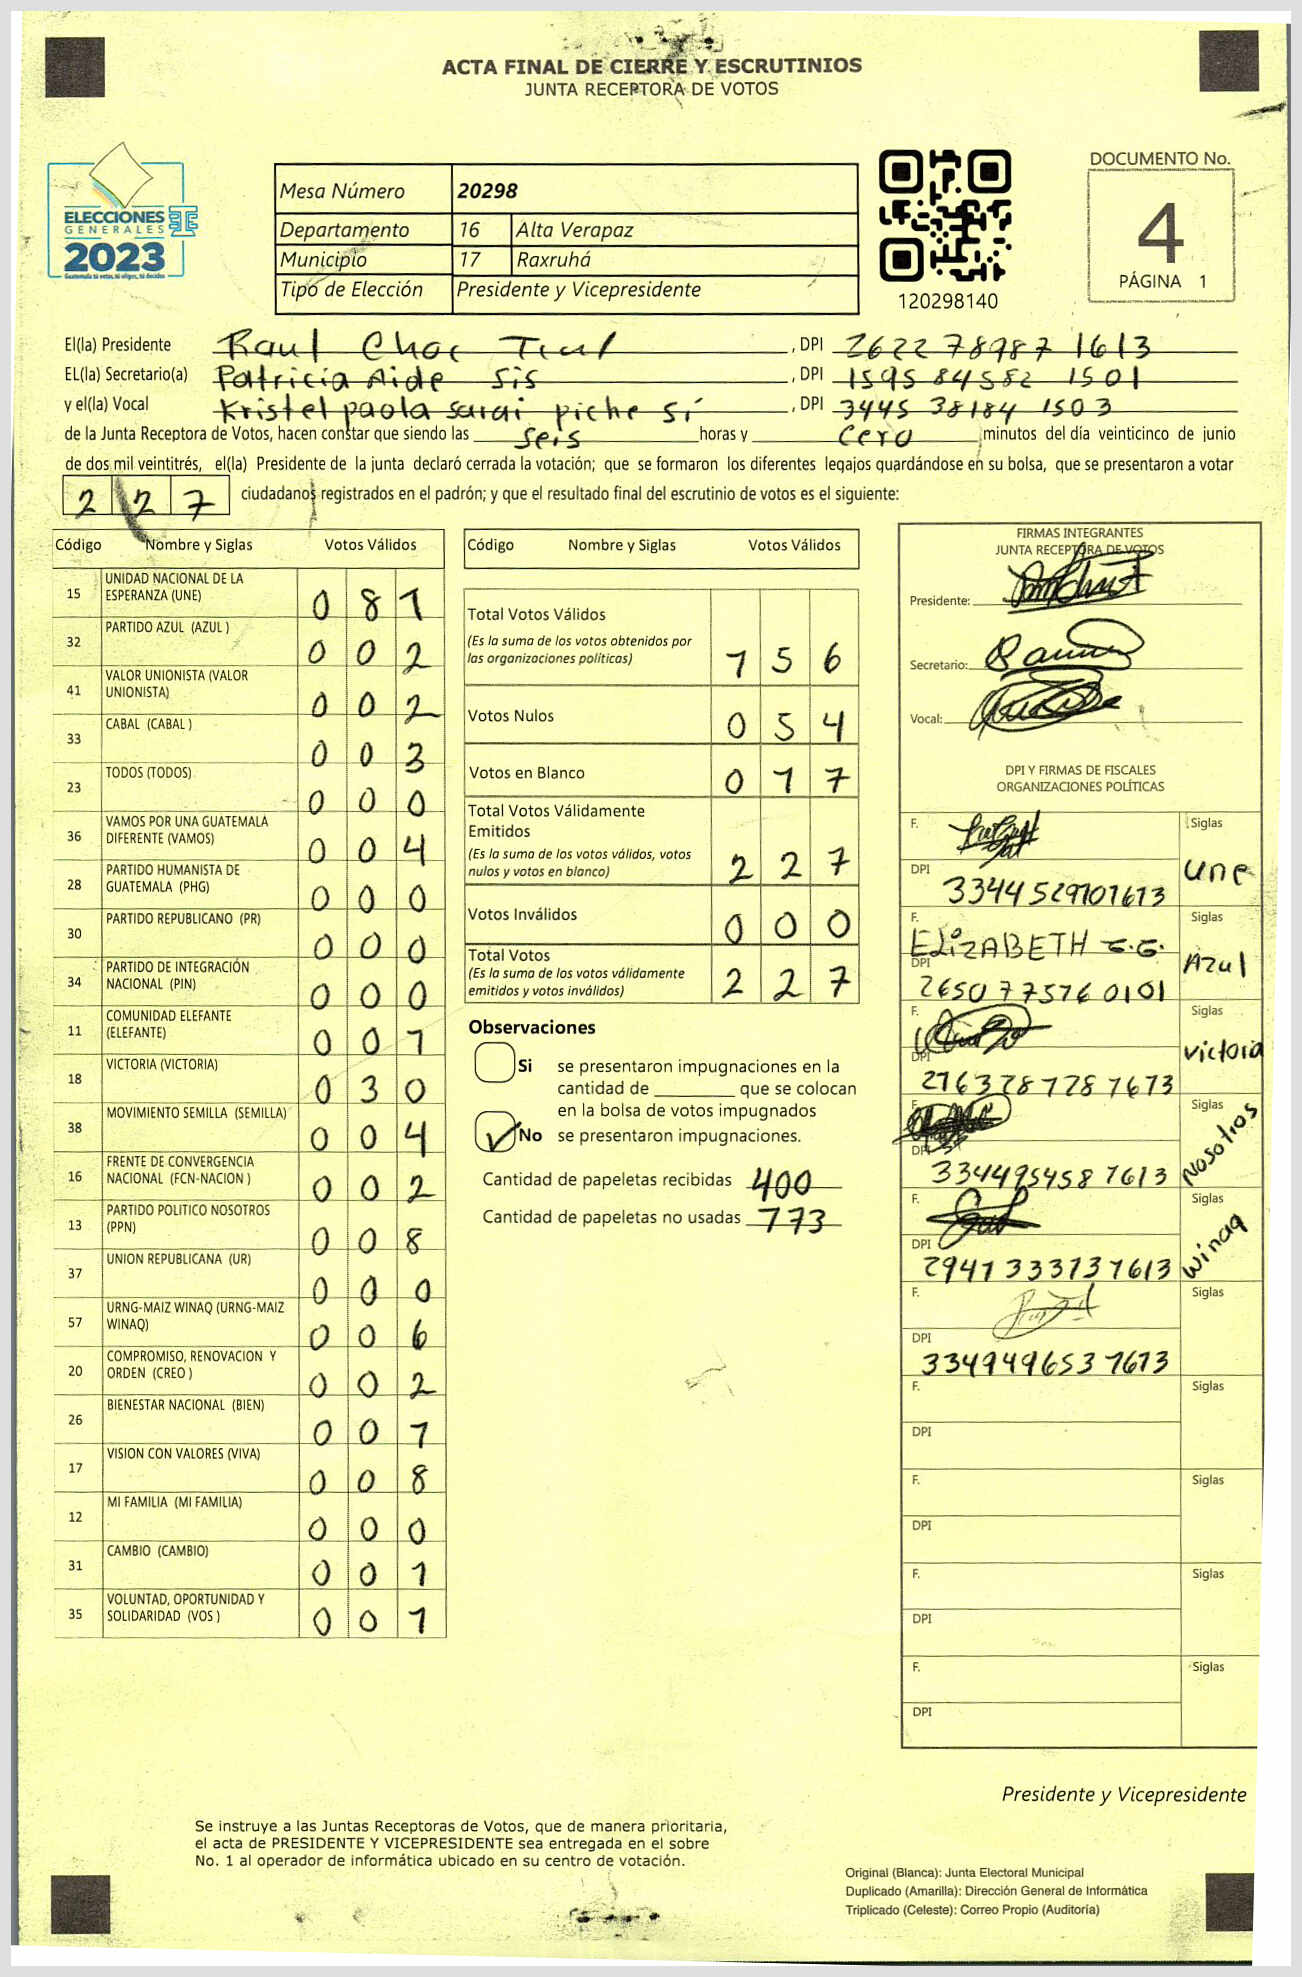 ACTA FINAL DE CIERRE Y ESCRUTINIOS
JUNTA RECEPTORA DE VOTOS
ELECCIONES
GENERALES
2023
Guatemala tú votas, tú eliges, tú decides
Mesa Número 20298
Departamento 16 Alta Verapaz
Municipio 17 Raxruhá
Tipo de Elección Presidente y Vicepresidente
120298140
DOCUMENTO No.
4
PÁGINA 1
El(la) Presidente Raul Choc , DPI 2622 78987 1613
EL(la) Secretario(a) Patricia Aide Sis , DPI 1595 84582 1501
y el(la) Vocal Kristel paola sarai piche Sí , DPI 3445 38184 1503
de la Junta Receptora de Votos, hacen constar que siendo las seis horas y cero minutos del día veinticinco de junio
de dos mil veintitrés, el(la) Presidente de la junta declaró cerrada la votación; que se formaron los diferentes legajos quardándose en su bolsa, que se presentaron a votar
2 2 7 ciudadanos registrados en el padrón; y que el resultado final del escrutinio de votos es el siguiente:
Código Nombre y Siglas Votos Válidos
15 UNIDAD NACIONAL DE LA ESPERANZA (UNE) 0 8 1
32 PARTIDO AZUL (AZUL ) 0 0 2
41 VALOR UNIONISTA (VALOR UNIONISTA) 0 0 2
33 CABAL (CABAL ) 0 0 3
23 TODOS (TODOS) 0 0 0
36 VAMOS POR UNA GUATEMALA DIFERENTE (VAMOS) 0 0 4
28 PARTIDO HUMANISTA DE GUATEMALA (PHG) 0 0 0
30 PARTIDO REPUBLICANO (PR) 0 0 0
34 PARTIDO DE INTEGRACIÓN NACIONAL (PIN) 0 0 0
11 COMUNIDAD ELEFANTE (ELEFANTE) 0 0 1
18 VICTORIA (VICTORIA) 0 3 0
38 MOVIMIENTO SEMILLA (SEMILLA) 0 0 4
16 FRENTE DE CONVERGENCIA NACIONAL (FCN-NACION ) 0 0 2
13 PARTIDO POLITICO NOSOTROS (PPN) 0 0 8
37 UNION REPUBLICANA (UR) 0 0 0
57 URNG-MAIZ WINAQ (URNG-MAIZ WINAQ) 0 0 6
20 COMPROMISO, RENOVACION Y ORDEN (CREO ) 0 0 2
26 BIENESTAR NACIONAL (BIEN) 0 0 1
17 VISION CON VALORES (VIVA) 0 0 8
12 MI FAMILIA (MI FAMILIA) 0 0 0
31 CAMBIO (CAMBIO) 0 0 1
35 VOLUNTAD, OPORTUNIDAD Y SOLIDARIDAD (VOS ) 0 0 1
Código Nombre y Siglas Votos Válidos
Total Votos Válidos
(Es la suma de los votos obtenidos por
las organizaciones políticas) 1 5 6
Votos Nulos 0 5 4
Votos en Blanco 0 1 7
Total Votos Válidamente
Emitidos
(Es la suma de los votos válidos, votos
nulos y votos en blanco) 2 2 7
Votos Inválidos 0 0 0
Total Votos
(Es la suma de los votos válidamente
emitidos y votos inválidos) 2 2 7
Observaciones
Si se presentaron impugnaciones en la
cantidad de ________ que se colocan
en la bolsa de votos impugnados
No se presentaron impugnaciones.
Cantidad de papeletas recibidas 400
Cantidad de papeletas no usadas 173
FIRMAS INTEGRANTES
JUNTA RECEPTORA DE VOTOS
Presidente:
Secretario:
Vocal:
DPI Y FIRMAS DE FISCALES
ORGANIZACIONES POLÍTICAS
F. Siglas
DPI 3344 529101613 Une
F. ELIZABETH G.G. Siglas
DPI 2650 77576 0101 Azul
F. Siglas
DPI 2163787781613 victoria
F. Siglas
DPI 3344954581613 Nosotros
F. Siglas
DPI 2941 333131613 winaq
F. Siglas
DPI 3349496531613
F. Siglas
DPI
F. Siglas
DPI
F. Siglas
DPI
F. Siglas
DPI
Presidente y Vicepresidente
Se instruye a las Juntas Receptoras de Votos, que de manera prioritaria,
el acta de PRESIDENTE Y VICEPRESIDENTE sea entregada en el sobre
No. 1 al operador de informática ubicado en su centro de votación.
Original (Blanca): Junta Electoral Municipal
Duplicado (Amarilla): Dirección General de Informática
Triplicado (Celeste): Correo Propio (Auditoría)